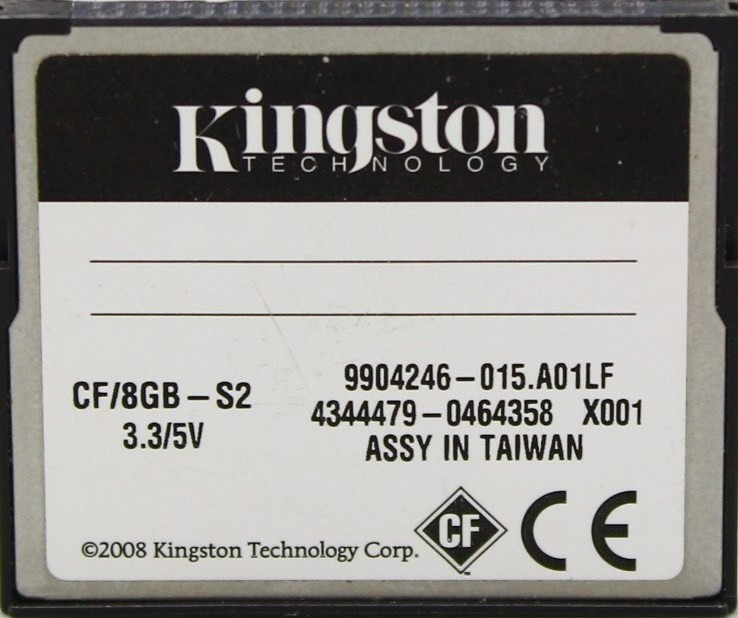 Kingston
TECHNOLOGY
CF/8GB-S2
3.3/5V
9904246-015.A01LF
4344479-0464358 X001
ASSY IN TAIWAN
©2008 Kingston Technology Corp.
CF
CE